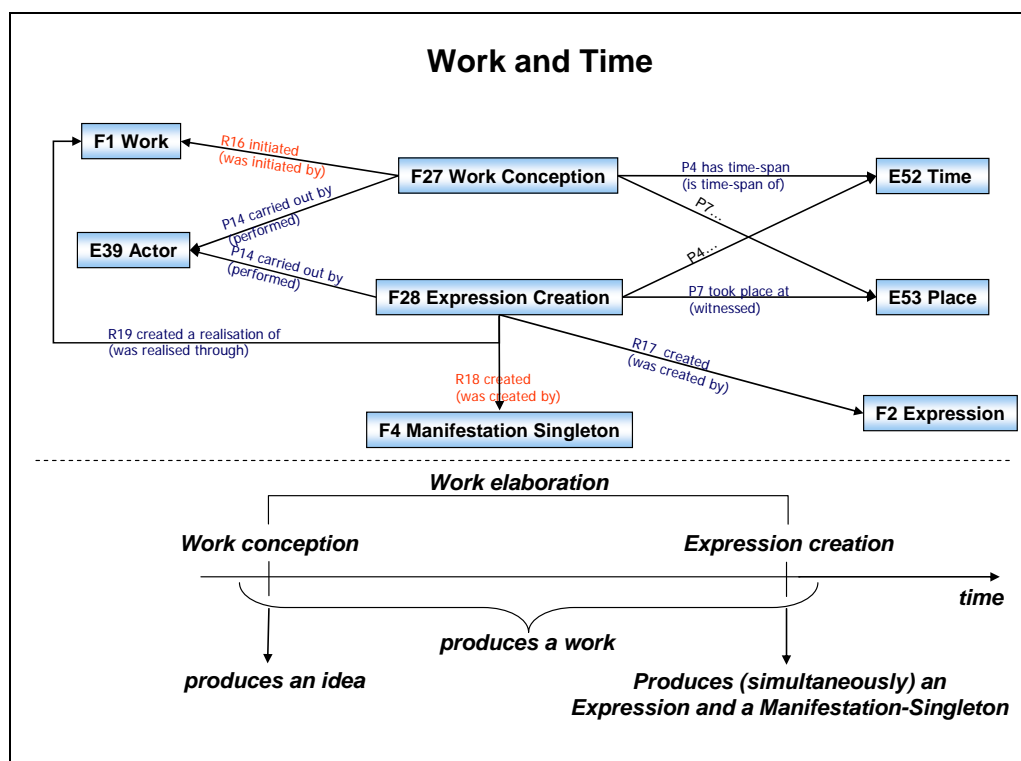 Work and Time
F1 Work
R16 initiated
(was initiated by)
F27 Work Conception
P4 has time-span
(is time-span of)
E52 Time
P14 carried out by
(performed)
P7…
P4…
E39 Actor
P14 carried out by
(performed)
F28 Expression Creation
P7 took place at
(witnessed)
E53 Place
R19 created a realisation of
(was realised through)
R17 created
(was created by)
R18 created
(was created by)
F2 Expression
F4 Manifestation Singleton
Work elaboration
Work conception
Expression creation
time
produces a work
produces an idea
Produces (simultaneously) an
Expression and a Manifestation-Singleton